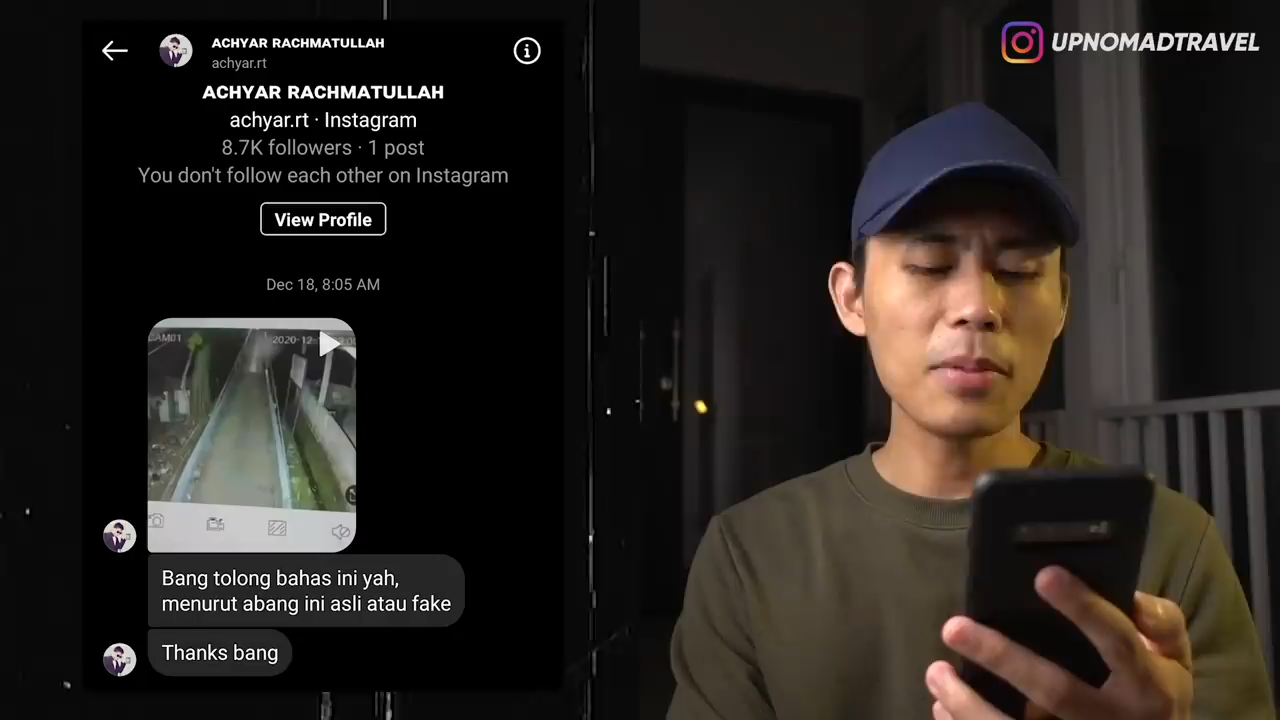 ACHYAR RACHMATULLAH
achyar.rt
ACHYAR RACHMATULLAH
achyar.rt · Instagram
8.7K followers · 1 post
You don't follow each other on Instagram
View Profile
Dec 18, 8:05 AM
CAM01
Bang tolong bahas ini yah,
menurut abang ini asli atau fake
Thanks bang
UPNOMADTRAVEL